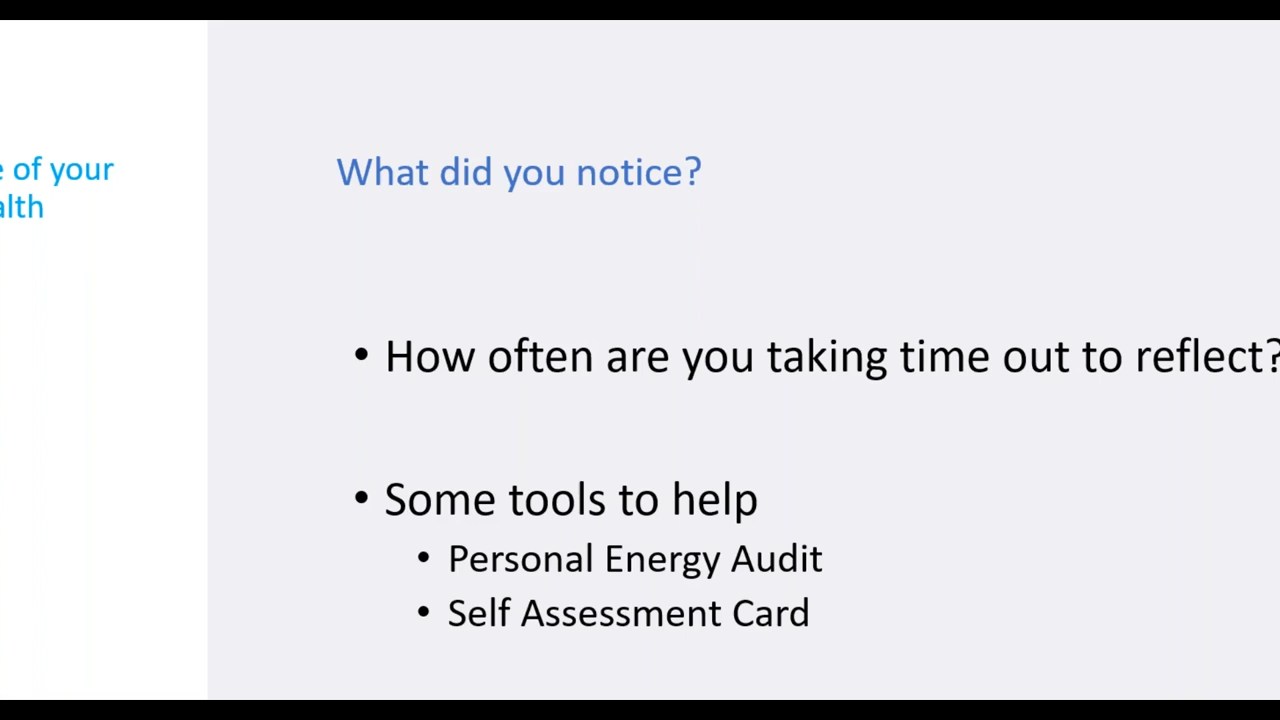 of your
What did you notice?
• How often are you taking time out to reflect?
• Some tools to help
• Personal Energy Audit
• Self Assessment Card